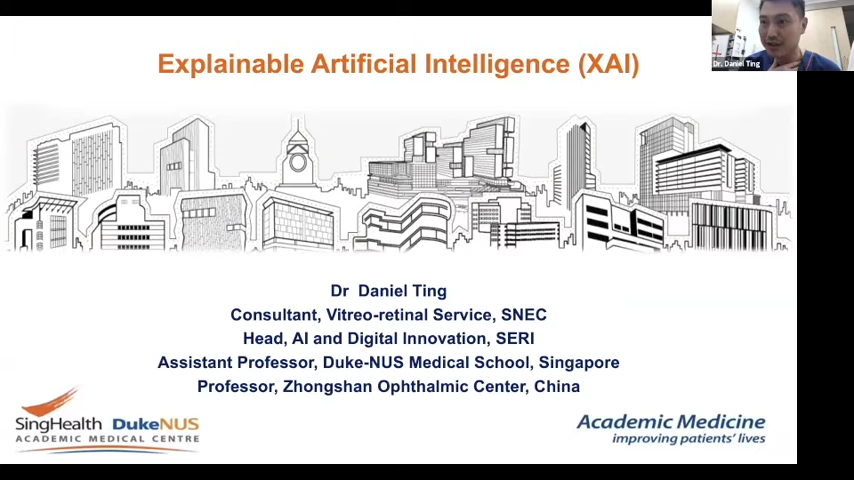 Explainable Artificial Intelligence (XAI)
Dr. Daniel Ting
Dr Daniel Ting
Consultant, Vitreo-retinal Service, SNEC
Head, AI and Digital Innovation, SERI
Assistant Professor, Duke-NUS Medical School, Singapore
Professor, Zhongshan Ophthalmic Center, China
SingHealth DukeNUS
ACADEMIC MEDICAL CENTRE
Academic Medicine
improving patients' lives